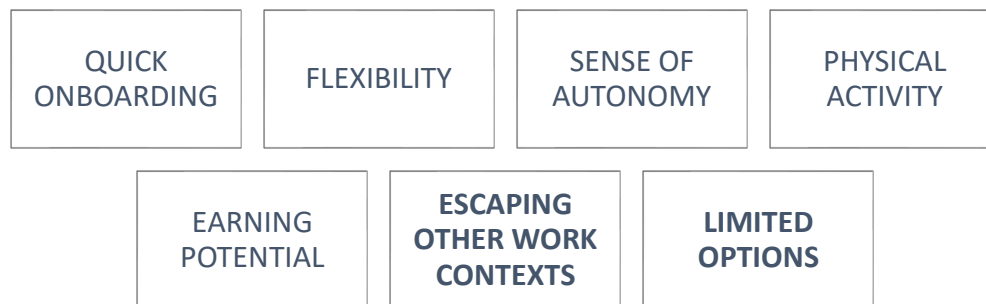 QUICK
ONBOARDING
FLEXIBILITY
SENSE OF
AUTONOMY
PHYSICAL
ACTIVITY
EARNING
POTENTIAL
ESCAPING
OTHER WORK
CONTEXTS
LIMITED
OPTIONS